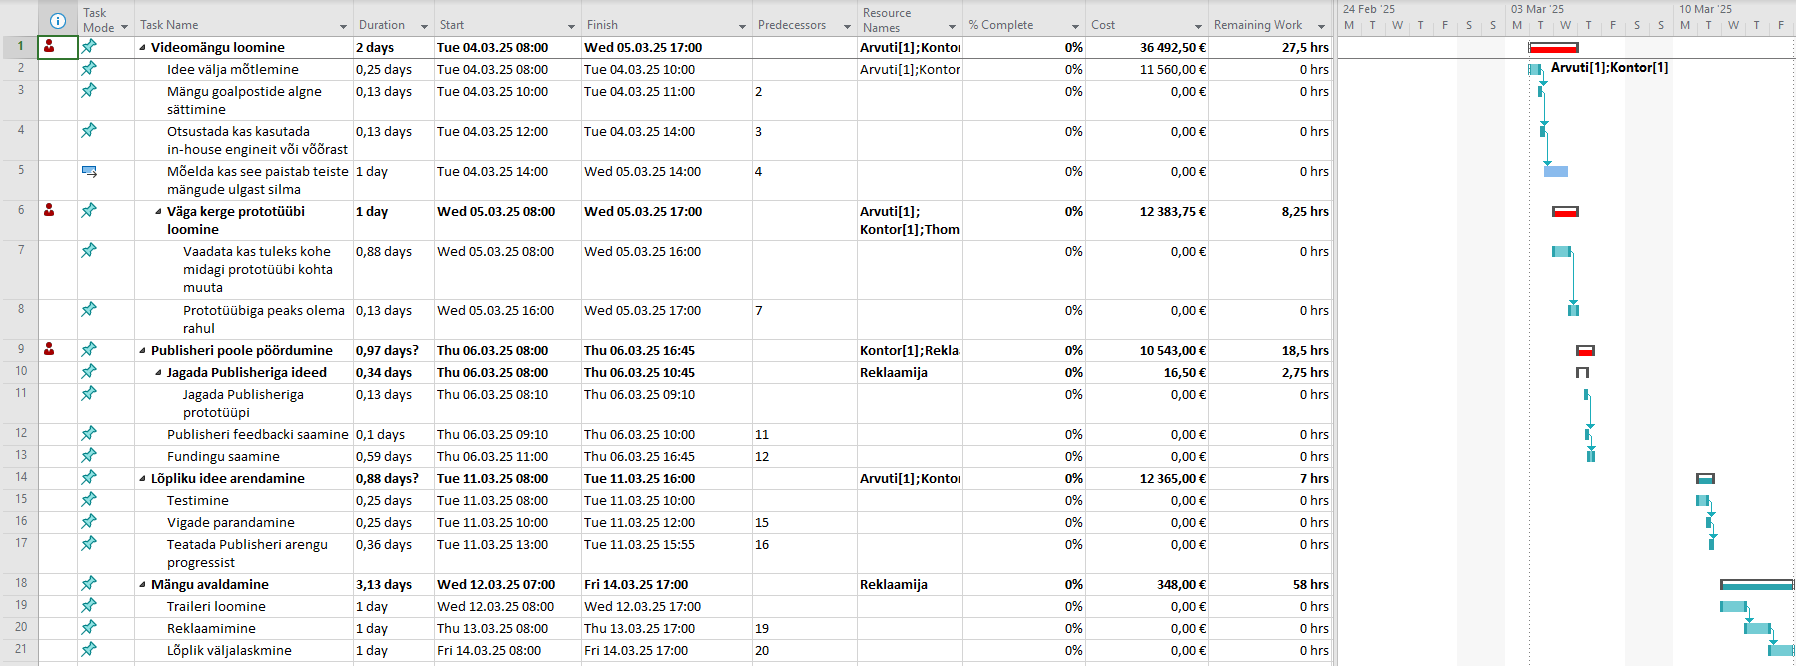 Task Mode Task Name Duration Start Finish Predecessors Resource Names % Complete Cost Remaining Work
24 Feb '25 03 Mar '25 10 Mar '25
M T W T F S S M T W T F S S M T W T F
1 Videomängu loomine 2 days Tue 04.03.25 08:00 Wed 05.03.25 17:00 Arvuti[1];Kontor 0% 36 492,50 € 27,5 hrs
2 Idee välja mõtlemine 0,25 days Tue 04.03.25 08:00 Tue 04.03.25 10:00 Arvuti[1];Kontor 0% 11 560,00 € 0 hrs Arvuti[1];Kontor[1]
3 Mängu goalpostide algne 0,13 days Tue 04.03.25 10:00 Tue 04.03.25 11:00 2 0% 0,00 € 0 hrs
sättimine
4 Otsustada kas kasutada 0,13 days Tue 04.03.25 12:00 Tue 04.03.25 14:00 3 0% 0,00 € 0 hrs
in-house engineit või võõrast
5 Mõelda kas see paistab teiste 1 day Tue 04.03.25 14:00 Wed 05.03.25 14:00 4 0% 0,00 € 0 hrs
mängude ulgast silma
6 Väga kerge prototüübi 1 day Wed 05.03.25 08:00 Wed 05.03.25 17:00 Arvuti[1]; 0% 12 383,75 € 8,25 hrs
loomine Kontor[1];Thom
7 Vaadata kas tuleks kohe 0,88 days Wed 05.03.25 08:00 Wed 05.03.25 16:00 0% 0,00 € 0 hrs
midagi prototüübi kohta
muuta
8 Prototüübiga peaks olema 0,13 days Wed 05.03.25 16:00 Wed 05.03.25 17:00 7 0% 0,00 € 0 hrs
rahul
9 Publisheri poole pöördumine 0,97 days? Thu 06.03.25 08:00 Thu 06.03.25 16:45 Kontor[1];Rekla 0% 10 543,00 € 18,5 hrs
10 Jagada Publisheriga ideed 0,34 days Thu 06.03.25 08:00 Thu 06.03.25 10:45 Reklaamija 0% 16,50 € 2,75 hrs
11 Jagada Publisheriga 0,13 days Thu 06.03.25 08:10 Thu 06.03.25 09:10 0% 0,00 € 0 hrs
prototüüpi
12 Publisheri feedbacki saamine 0,1 days Thu 06.03.25 09:10 Thu 06.03.25 10:00 11 0% 0,00 € 0 hrs
13 Fundingu saamine 0,59 days Thu 06.03.25 11:00 Thu 06.03.25 16:45 12 0% 0,00 € 0 hrs
14 Lõpliku idee arendamine 0,88 days? Tue 11.03.25 08:00 Tue 11.03.25 16:00 Arvuti[1];Kontor 0% 12 365,00 € 7 hrs
15 Testimine 0,25 days Tue 11.03.25 08:00 Tue 11.03.25 10:00 0% 0,00 € 0 hrs
16 Vigade parandamine 0,25 days Tue 11.03.25 10:00 Tue 11.03.25 12:00 15 0% 0,00 € 0 hrs
17 Teatada Publisheri arengu 0,36 days Tue 11.03.25 13:00 Tue 11.03.25 15:55 16 0% 0,00 € 0 hrs
progressist
18 Mängu avaldamine 3,13 days Wed 12.03.25 07:00 Fri 14.03.25 17:00 Reklaamija 0% 348,00 € 58 hrs
19 Traileri loomine 1 day Wed 12.03.25 08:00 Wed 12.03.25 17:00 0% 0,00 € 0 hrs
20 Reklaamimine 1 day Thu 13.03.25 08:00 Thu 13.03.25 17:00 19 0% 0,00 € 0 hrs
21 Lõplik väljalaskmine 1 day Fri 14.03.25 08:00 Fri 14.03.25 17:00 20 0% 0,00 € 0 hrs